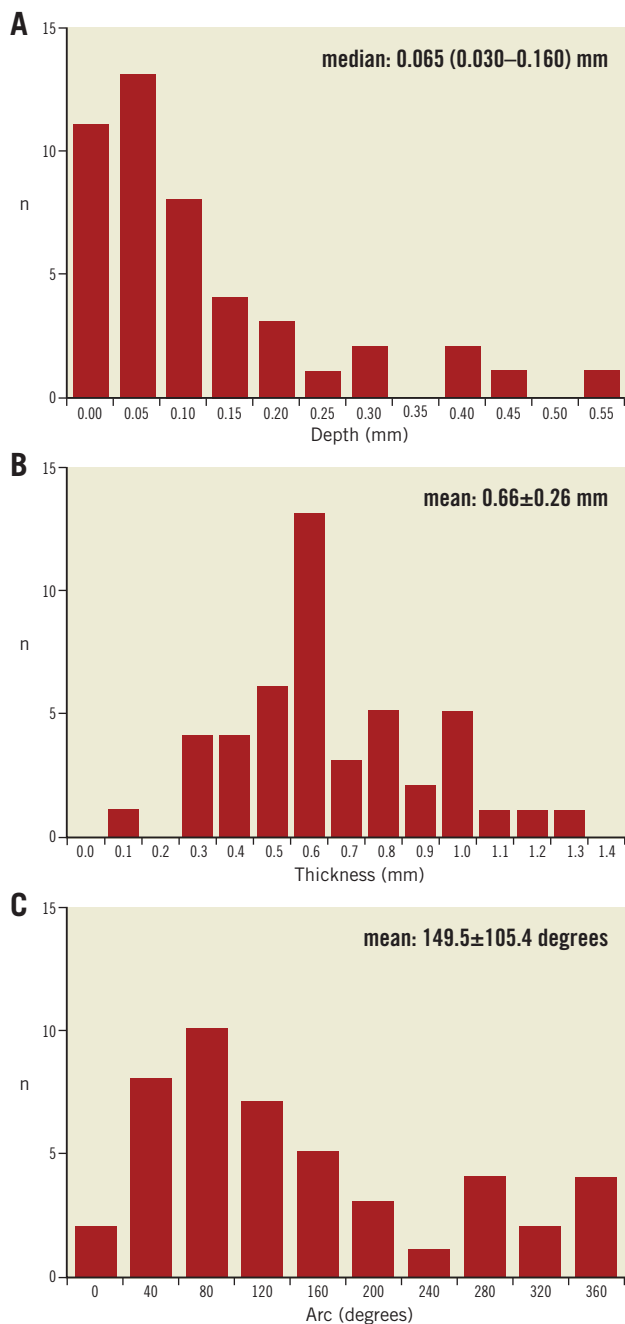 A
median: 0.065 (0.030–0.160) mm
15
10
n
5
0
0.00 0.05 0.10 0.15 0.20 0.25 0.30 0.35 0.40 0.45 0.50 0.55
Depth (mm)
B
mean: 0.66±0.26 mm
15
10
n
5
0
0.0 0.1 0.2 0.3 0.4 0.5 0.6 0.7 0.8 0.9 1.0 1.1 1.2 1.3 1.4
Thickness (mm)
C
mean: 149.5±105.4 degrees
15
10
n
5
0
0 40 80 120 160 200 240 280 320 360
Arc (degrees)